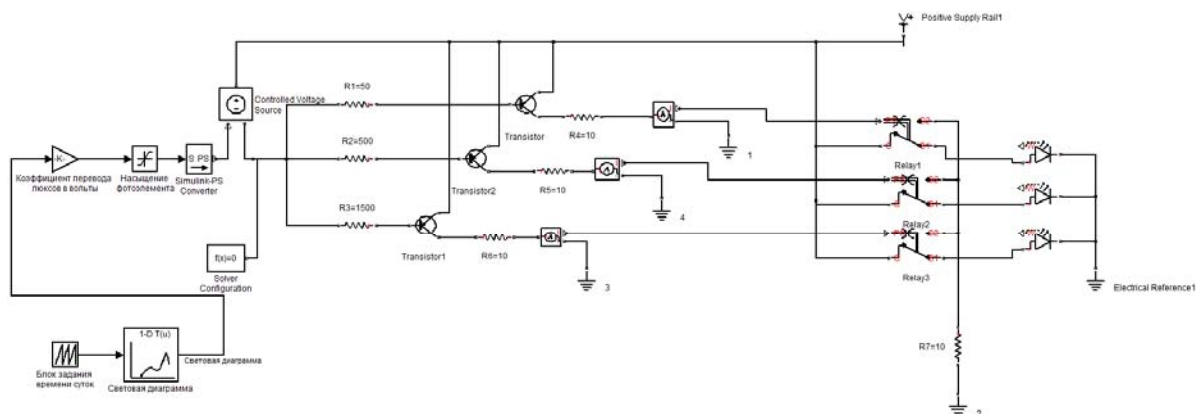 Positive Supply Rail1
Controlled Voltage
Source
R1=50
R4=10
Transistor
1
Relay1
-K-
Коэффициент перевода
люксов в вольты
Насыщение
фотоэлемента
S PS
Simulink-PS
Converter
R2=500
Transistor2
R5=10
4
Relay2
R3=1500
Transistor1
R6=10
3
Relay3
f(x)=0
Solver
Configuration
Electrical Reference1
1-D T(u)
Световая диаграмма
Блок задания
времени суток
Световая диаграмма
R7=10
2